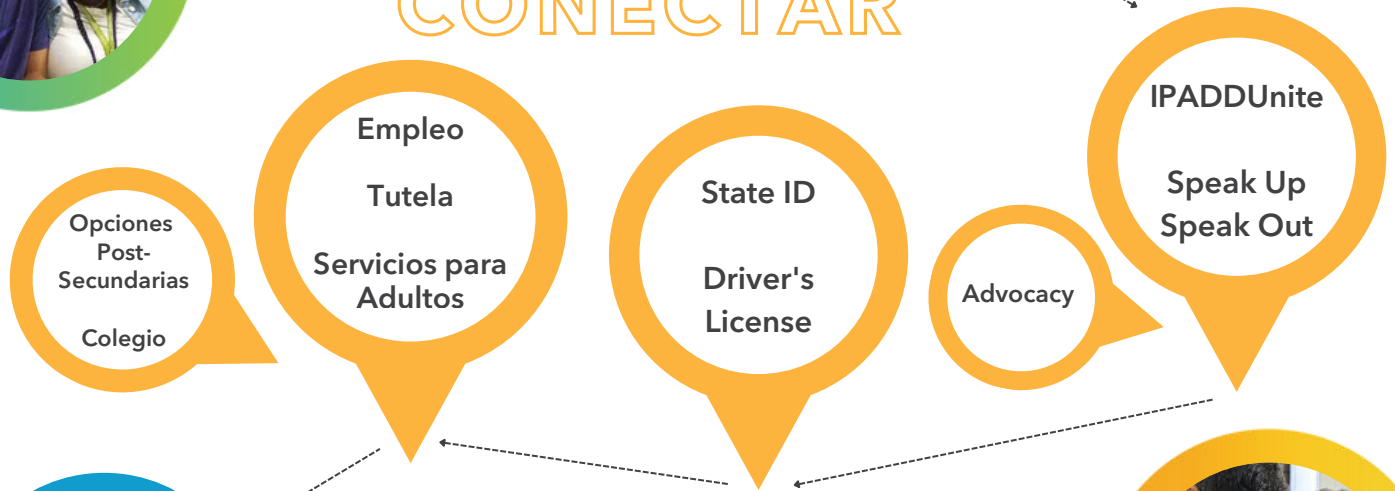 CONECTAR
Opciones
Post-
Secundarias
Colegio
Empleo
Tutela
Servicios para
Adultos
State ID
Driver's
License
Advocacy
IPADDUnite
Speak Up
Speak Out